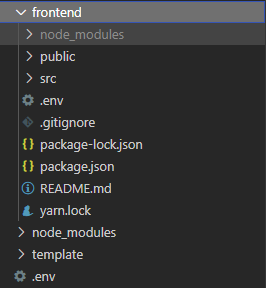 frontend
node_modules
public
src
.env
.gitignore
package-lock.json
package.json
README.md
yarn.lock
node_modules
template
.env